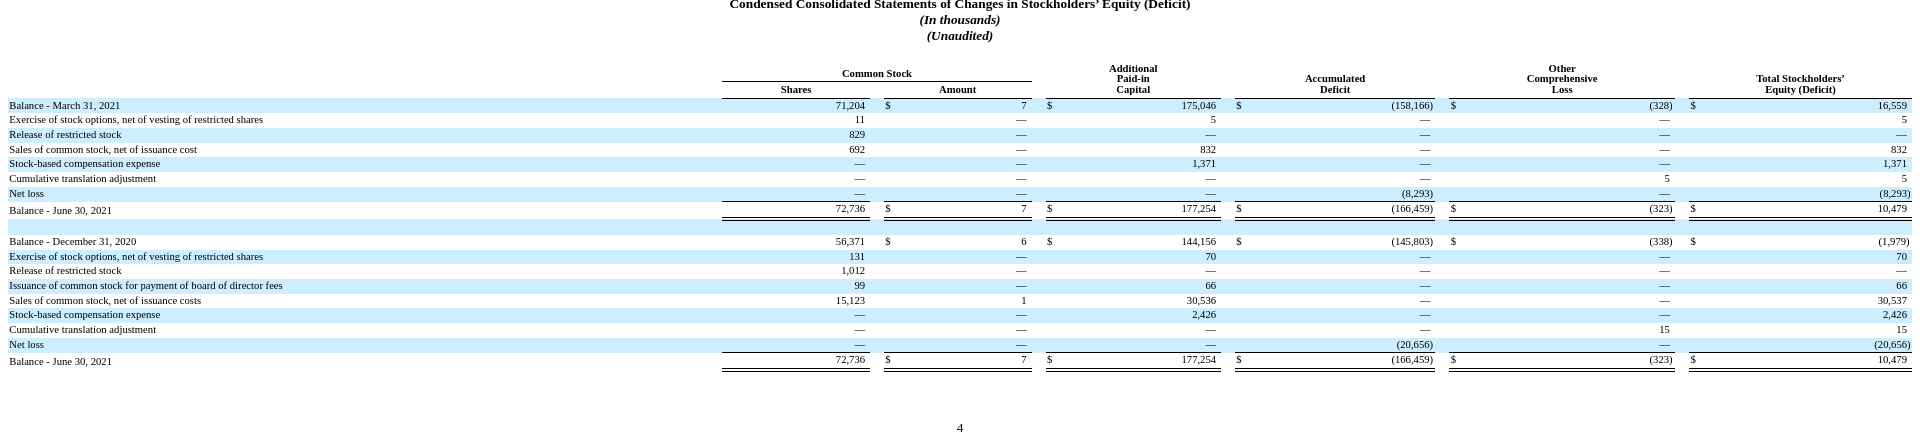 Condensed Consolidated Statements of Changes in Stockholders’ Equity (Deficit)
(In thousands)
(Unaudited)
Common Stock Additional Paid-in Capital Accumulated Deficit Other Comprehensive Loss Total Stockholders’ Equity (Deficit)
Shares Amount
Balance - March 31, 2021 71,204 $ 7 $ 175,046 $ (158,166) $ (328) $ 16,559
Exercise of stock options, net of vesting of restricted shares 11 — 5 — — 5
Release of restricted stock 829 — — — — —
Sales of common stock, net of issuance cost 692 — 832 — — 832
Stock-based compensation expense — — 1,371 — — 1,371
Cumulative translation adjustment — — — — 5 5
Net loss — — — (8,293) — (8,293)
Balance - June 30, 2021 72,736 $ 7 $ 177,254 $ (166,459) $ (323) $ 10,479
Balance - December 31, 2020 56,371 $ 6 $ 144,156 $ (145,803) $ (338) $ (1,979)
Exercise of stock options, net of vesting of restricted shares 131 — 70 — — 70
Release of restricted stock 1,012 — — — — —
Issuance of common stock for payment of board of director fees 99 — 66 — — 66
Sales of common stock, net of issuance costs 15,123 1 30,536 — — 30,537
Stock-based compensation expense — — 2,426 — — 2,426
Cumulative translation adjustment — — — — 15 15
Net loss — — — (20,656) — (20,656)
Balance - June 30, 2021 72,736 $ 7 $ 177,254 $ (166,459) $ (323) $ 10,479
4